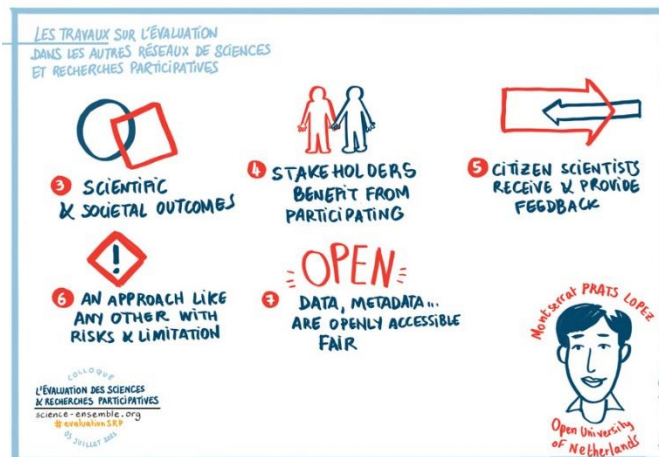 LES TRAVAUX SUR L'ÉVALUATION
DANS LES AUTRES RÉSEAUX DE SCIENCES
ET RECHERCHES PARTICIPATIVES
3 SCIENTIFIC
& SOCIETAL OUTCOMES
4 STAKEHOLDERS
BENEFIT FROM
PARTICIPATING
5 CITIZEN SCIENTISTS
RECEIVE & PROVIDE
FEEDBACK
6 AN APPROACH LIKE
ANY OTHER WITH
RISKS & LIMITATION
OPEN
7 DATA, METADATA...
ARE OPENLY ACCESSIBLE
FAIR
Montserrat PRATS LOPEZ
Open University
of Netherlands
COLLOQUE
L'ÉVALUATION DES SCIENCES
& RECHERCHES PARTICIPATIVES
science-ensemble.org
#evaluationSRP
05 JUILLET